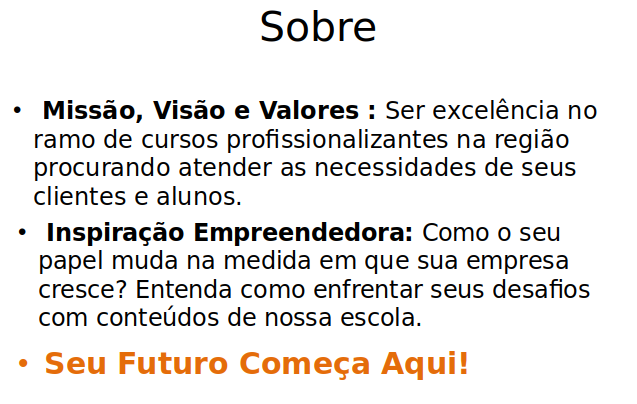 Sobre
• Missão, Visão e Valores : Ser excelência no
ramo de cursos profissionalizantes na região
procurando atender as necessidades de seus
clientes e alunos.
• Inspiração Empreendedora: Como o seu
papel muda na medida em que sua empresa
cresce? Entenda como enfrentar seus desafios
com conteúdos de nossa escola.
• Seu Futuro Começa Aqui!